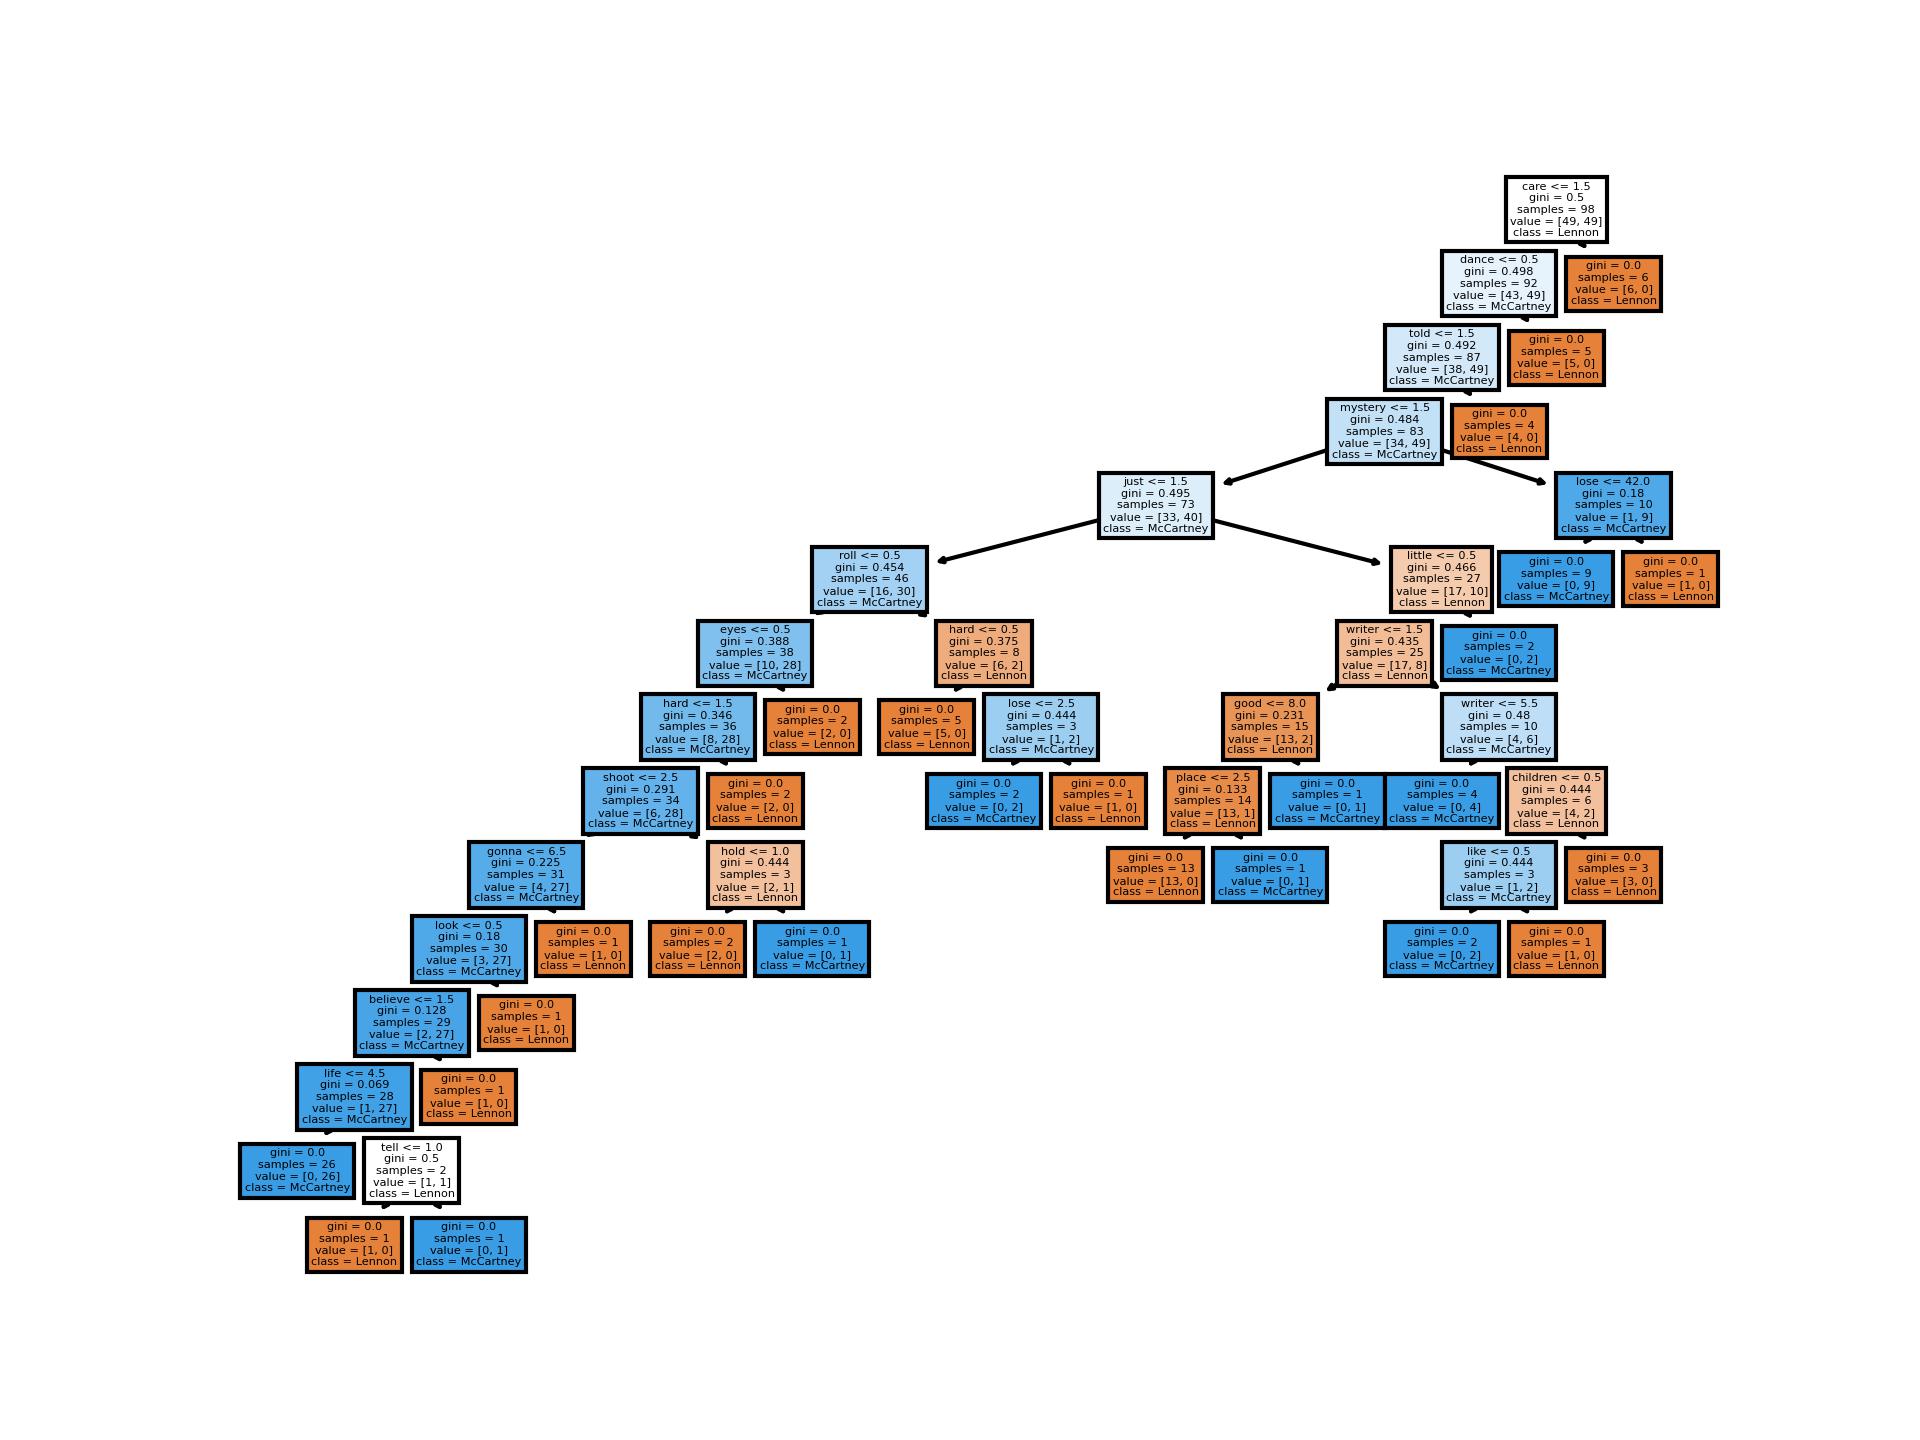 care <= 1.5
gini = 0.5
samples = 98
value = [49, 49]
class = Lennon
dance <= 0.5
gini = 0.498
samples = 92
value = [43, 49]
class = McCartney
gini = 0.0
samples = 6
value = [6, 0]
class = Lennon
told <= 1.5
gini = 0.492
samples = 87
value = [38, 49]
class = McCartney
gini = 0.0
samples = 5
value = [5, 0]
class = Lennon
mystery <= 1.5
gini = 0.484
samples = 83
value = [34, 49]
class = McCartney
gini = 0.0
samples = 4
value = [4, 0]
class = Lennon
just <= 1.5
gini = 0.495
samples = 73
value = [33, 40]
class = McCartney
lose <= 42.0
gini = 0.18
samples = 10
value = [1, 9]
class = McCartney
roll <= 0.5
gini = 0.454
samples = 46
value = [16, 30]
class = McCartney
little <= 0.5
gini = 0.466
samples = 27
value = [17, 10]
class = Lennon
gini = 0.0
samples = 9
value = [0, 9]
class = McCartney
gini = 0.0
samples = 1
value = [1, 0]
class = Lennon
eyes <= 0.5
gini = 0.388
samples = 38
value = [10, 28]
class = McCartney
hard <= 0.5
gini = 0.375
samples = 8
value = [6, 2]
class = Lennon
writer <= 1.5
gini = 0.435
samples = 25
value = [17, 8]
class = Lennon
gini = 0.0
samples = 2
value = [0, 2]
class = McCartney
hard <= 1.5
gini = 0.346
samples = 36
value = [8, 28]
class = McCartney
gini = 0.0
samples = 2
value = [2, 0]
class = Lennon
gini = 0.0
samples = 5
value = [5, 0]
class = Lennon
lose <= 2.5
gini = 0.444
samples = 3
value = [1, 2]
class = McCartney
good <= 8.0
gini = 0.231
samples = 15
value = [13, 2]
class = Lennon
writer <= 5.5
gini = 0.48
samples = 10
value = [4, 6]
class = McCartney
shoot <= 2.5
gini = 0.291
samples = 34
value = [6, 28]
class = McCartney
gini = 0.0
samples = 2
value = [2, 0]
class = Lennon
gini = 0.0
samples = 2
value = [0, 2]
class = McCartney
gini = 0.0
samples = 1
value = [1, 0]
class = Lennon
place <= 2.5
gini = 0.133
samples = 14
value = [13, 1]
class = Lennon
gini = 0.0
samples = 1
value = [0, 1]
class = McCartney
gini = 0.0
samples = 4
value = [0, 4]
class = McCartney
children <= 0.5
gini = 0.444
samples = 6
value = [4, 2]
class = Lennon
gonna <= 6.5
gini = 0.225
samples = 31
value = [4, 27]
class = McCartney
hold <= 1.0
gini = 0.444
samples = 3
value = [2, 1]
class = Lennon
gini = 0.0
samples = 13
value = [13, 0]
class = Lennon
gini = 0.0
samples = 1
value = [0, 1]
class = McCartney
like <= 0.5
gini = 0.444
samples = 3
value = [1, 2]
class = McCartney
gini = 0.0
samples = 3
value = [3, 0]
class = Lennon
look <= 0.5
gini = 0.18
samples = 30
value = [3, 27]
class = McCartney
gini = 0.0
samples = 1
value = [1, 0]
class = Lennon
gini = 0.0
samples = 2
value = [2, 0]
class = Lennon
gini = 0.0
samples = 1
value = [0, 1]
class = McCartney
gini = 0.0
samples = 2
value = [0, 2]
class = McCartney
gini = 0.0
samples = 1
value = [1, 0]
class = Lennon
believe <= 1.5
gini = 0.128
samples = 29
value = [2, 27]
class = McCartney
gini = 0.0
samples = 1
value = [1, 0]
class = Lennon
life <= 4.5
gini = 0.069
samples = 28
value = [1, 27]
class = McCartney
gini = 0.0
samples = 1
value = [1, 0]
class = Lennon
gini = 0.0
samples = 26
value = [0, 26]
class = McCartney
tell <= 1.0
gini = 0.5
samples = 2
value = [1, 1]
class = Lennon
gini = 0.0
samples = 1
value = [1, 0]
class = Lennon
gini = 0.0
samples = 1
value = [0, 1]
class = McCartney